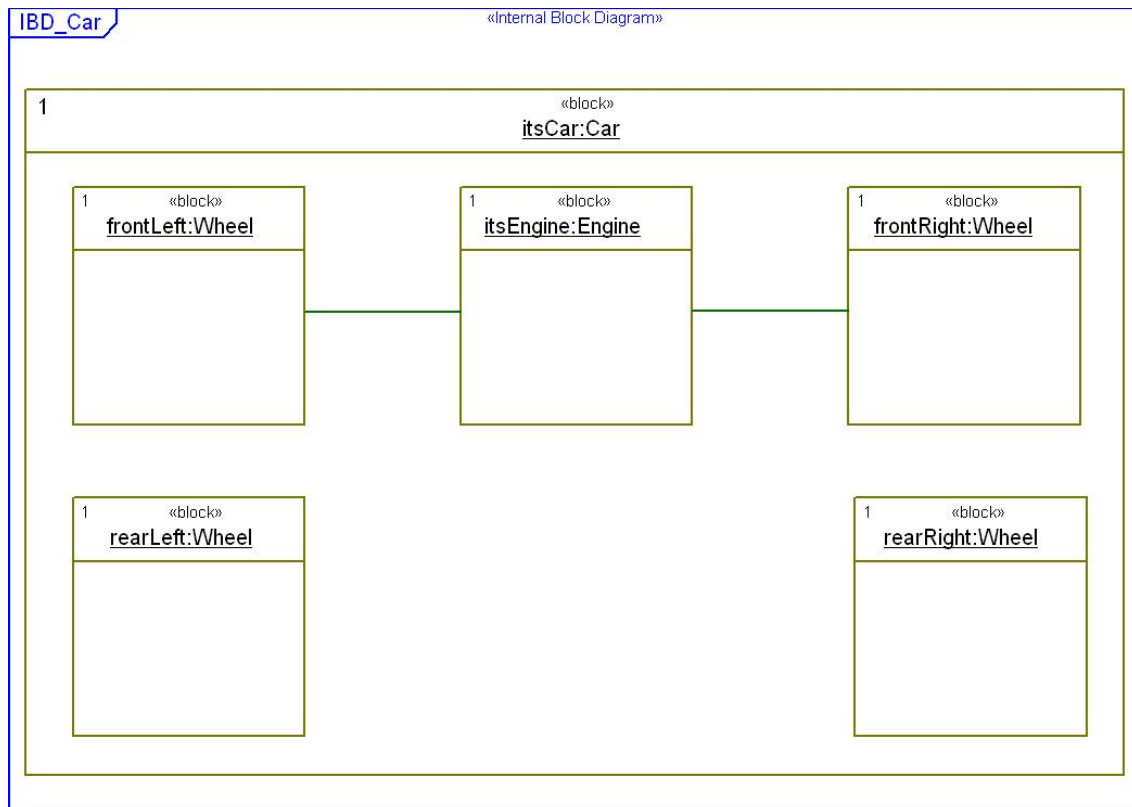 IBD_Car
«Internal Block Diagram»
1
«block»
itsCar:Car
1 «block»
frontLeft:Wheel
1 «block»
itsEngine:Engine
1 «block»
frontRight:Wheel
1 «block»
rearLeft:Wheel
1 «block»
rearRight:Wheel